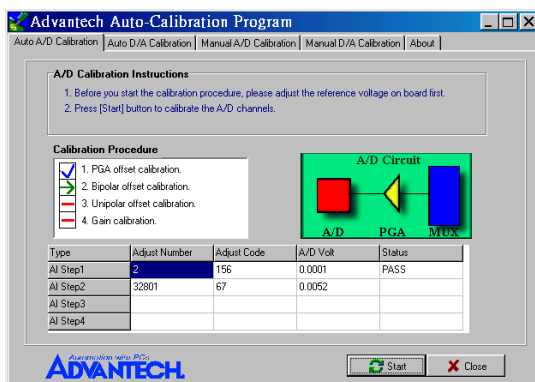 Advantech Auto-Calibration Program
Auto A/D Calibration Auto D/A Calibration Manual A/D Calibration Manual D/A Calibration About
A/D Calibration Instructions
1. Before you start the calibration procedure, please adjust the reference voltage on board first.
2. Press [Start] button to calibrate the A/D channels.
Calibration Procedure
1. PGA offset calibration.
2. Bipolar offset calibration.
3. Unipolar offset calibration.
4. Gain calibration.
A/D Circuit
A/D PGA MUX
Type Adjust Number Adjust Code A/D Volt Status
AI Step1 2 156 0.0001 PASS
AI Step2 32801 67 0.0052
AI Step3
AI Step4
Automation with PCs
ADVANTECH
Start Close